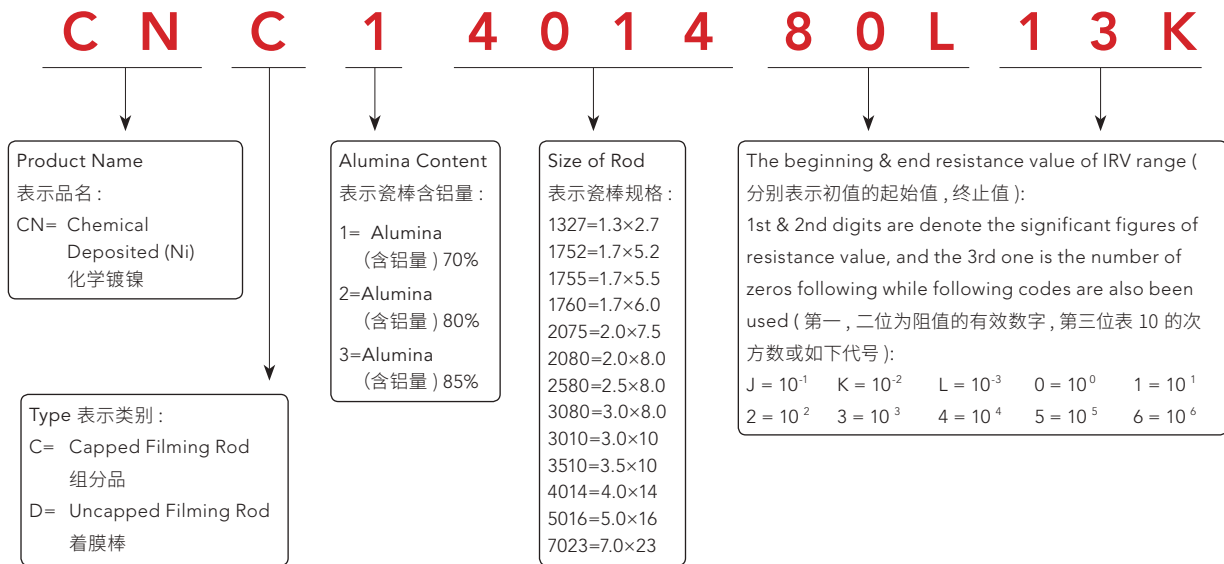 C N C 1 4 0 1 4 8 0 L 1 3 K
Product Name
表示品名 :
CN= Chemical
Deposited (Ni)
化学镀镍
Type 表示类别 :
C= Capped Filming Rod
组分品
D= Uncapped Filming Rod
着膜棒
Alumina Content
表示瓷棒含铝量 :
1= Alumina
(含铝量 ) 70%
2=Alumina
(含铝量 ) 80%
3=Alumina
(含铝量 ) 85%
Size of Rod
表示瓷棒规格 :
1327=1.3×2.7
1752=1.7×5.2
1755=1.7×5.5
1760=1.7×6.0
2075=2.0×7.5
2080=2.0×8.0
2580=2.5×8.0
3080=3.0×8.0
3010=3.0×10
3510=3.5×10
4014=4.0×14
5016=5.0×16
7023=7.0×23
The beginning & end resistance value of IRV range (
分别表示初值的起始值 , 终止值 ):
1st & 2nd digits are denote the significant figures of
resistance value, and the 3rd one is the number of
zeros following while following codes are also been
used ( 第一 , 二位为阻值的有效数字 , 第三位表 10 的次
方数或如下代号 ):
J = 10⁻¹ K = 10⁻² L = 10⁻³ 0 = 10⁰ 1 = 10¹
2 = 10² 3 = 10³ 4 = 10⁴ 5 = 10⁵ 6 = 10⁶